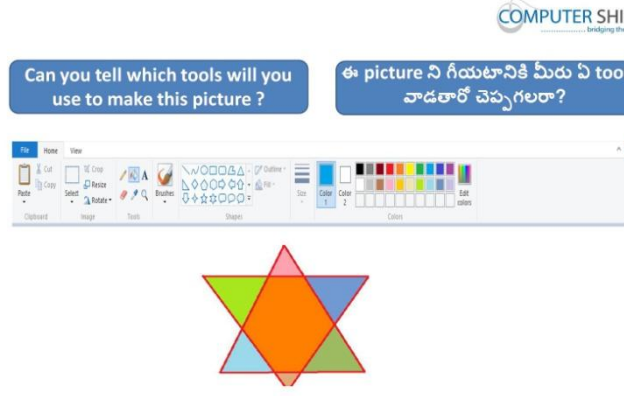 COMPUTER SHI
bridging the
Can you tell which tools will you
use to make this picture ?
ఈ picture ని గీయటానికి మీరు ఏ too
వాడతారో చెప్పగలరా?
File Home View
Cut
Copy
Paste
Clipboard
Select
Crop
Resize
Rotate
Image
A
Tools
Brushes
Shapes
Outline
Fill
Size
Color
1
Color
2
Colors
Edit
colors